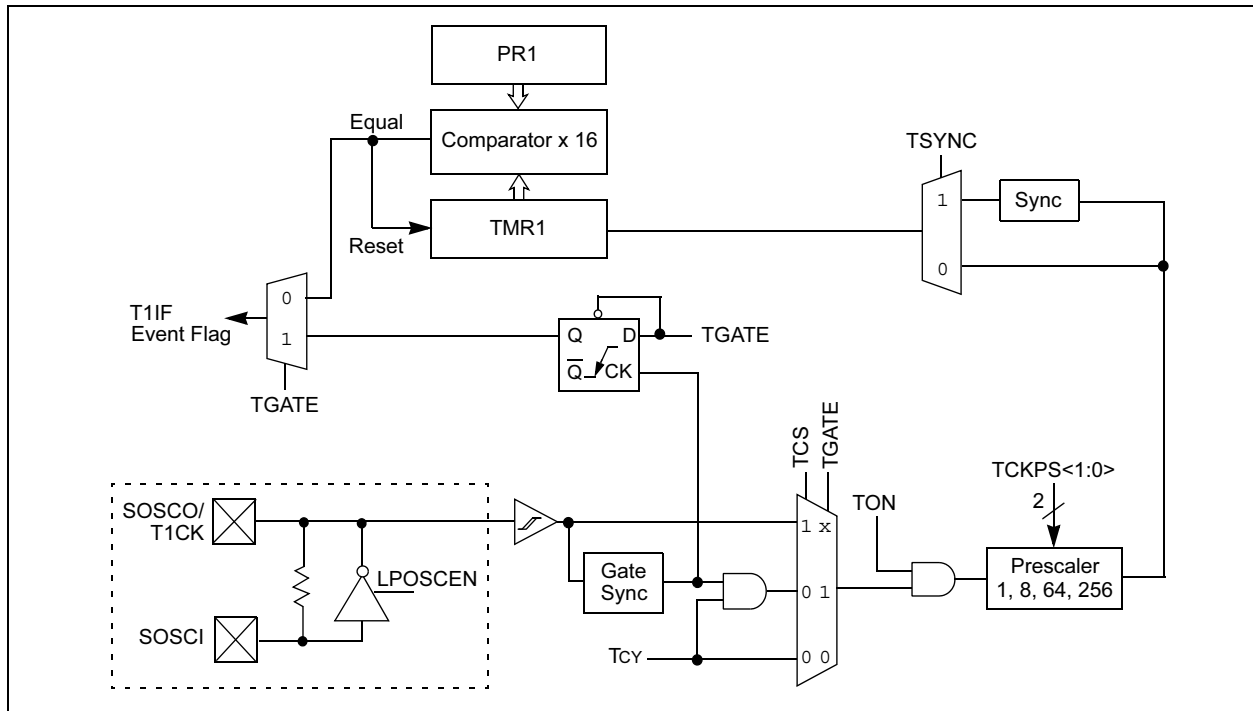 PR1
Equal
Comparator x 16
TSYNC
1
Sync
Reset
TMR1
0
T1IF
Event Flag
0
1
Q
D
TGATE
Q
CK
TGATE
TCS
TGATE
TCKPS<1:0>
2
SOSCO/
T1CK
TON
1 x
LPOSCEN
Gate
Sync
0 1
Prescaler
1, 8, 64, 256
SOSCI
TCY
0 0